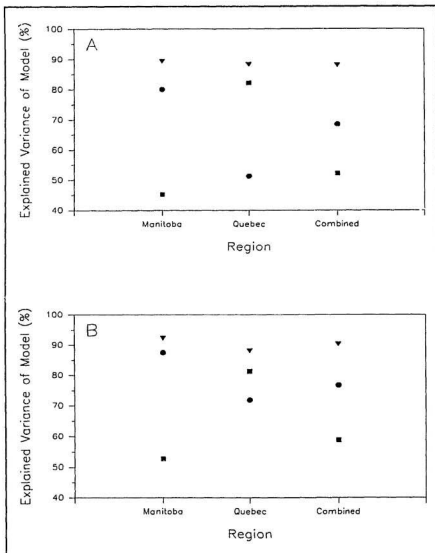 A
Explained Variance of Model (%)
100
90
80
70
60
50
40
Manitoba Quebec Combined
Region
B
Explained Variance of Model (%)
100
90
80
70
60
50
40
Manitoba Quebec Combined
Region